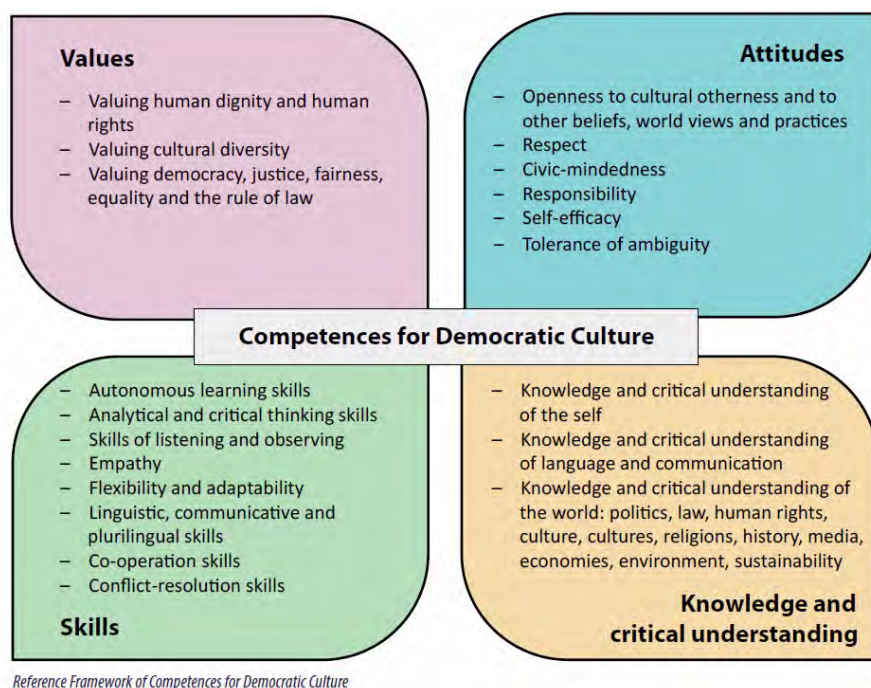 Values
– Valuing human dignity and human
rights
– Valuing cultural diversity
– Valuing democracy, justice, fairness,
equality and the rule of law
Attitudes
– Openness to cultural otherness and to
other beliefs, world views and practices
– Respect
– Civic-mindedness
– Responsibility
– Self-efficacy
– Tolerance of ambiguity
Competences for Democratic Culture
– Autonomous learning skills
– Analytical and critical thinking skills
– Skills of listening and observing
– Empathy
– Flexibility and adaptability
– Linguistic, communicative and
plurilingual skills
– Co-operation skills
– Conflict-resolution skills
Skills
– Knowledge and critical understanding
of the self
– Knowledge and critical understanding
of language and communication
– Knowledge and critical understanding of
the world: politics, law, human rights,
culture, cultures, religions, history, media,
economies, environment, sustainability
Knowledge and
critical understanding
Reference Framework of Competences for Democratic Culture